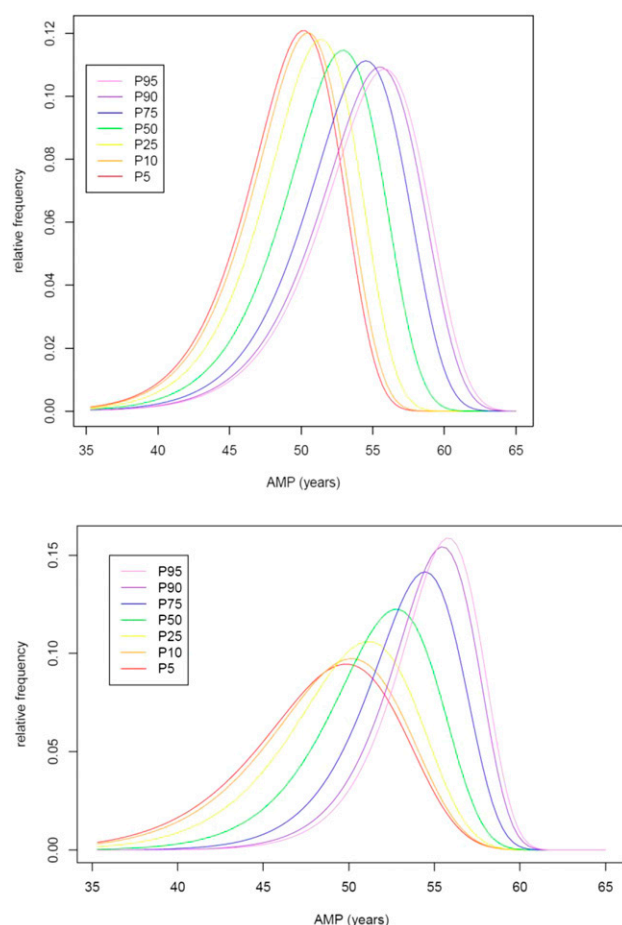 0.12
0.10
0.08
0.06
0.04
0.02
0.00
relative frequency
P95
P90
P75
P50
P25
P10
P5
35 40 45 50 55 60 65
AMP (years)
0.15
0.10
0.05
0.00
relative frequency
P95
P90
P75
P50
P25
P10
P5
35 40 45 50 55 60 65
AMP (years)